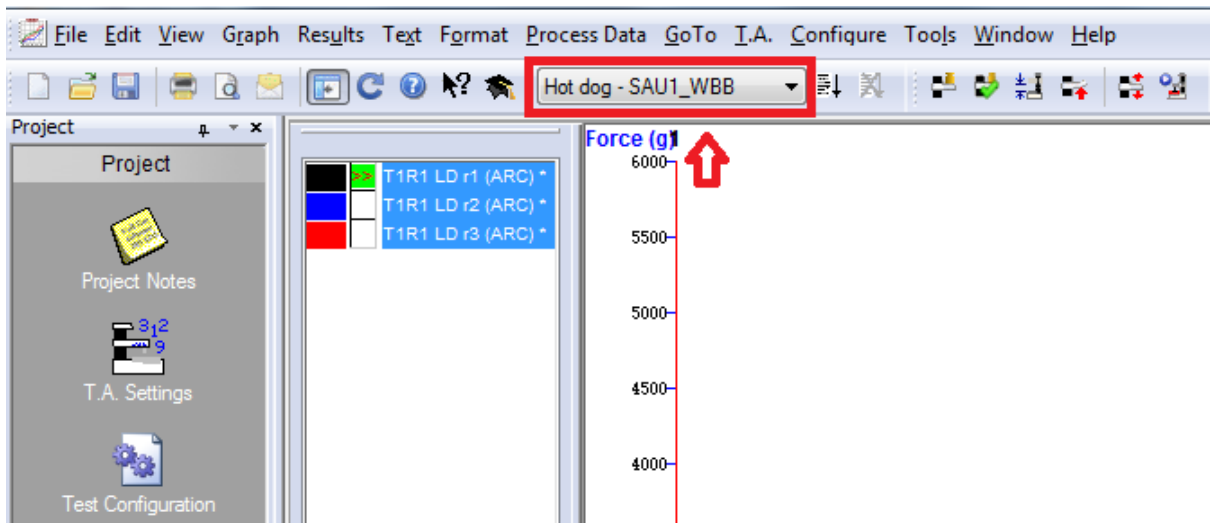 File Edit View Graph Results Text Format Process Data GoTo T.A. Configure Tools Window Help
Hot dog - SAU1_WBB
Project
Project
Project Notes
T.A. Settings
Test Configuration
>> T1R1 LD r1 (ARC) *
T1R1 LD r2 (ARC) *
T1R1 LD r3 (ARC) *
Force (g)
6000
5500
5000
4500
4000